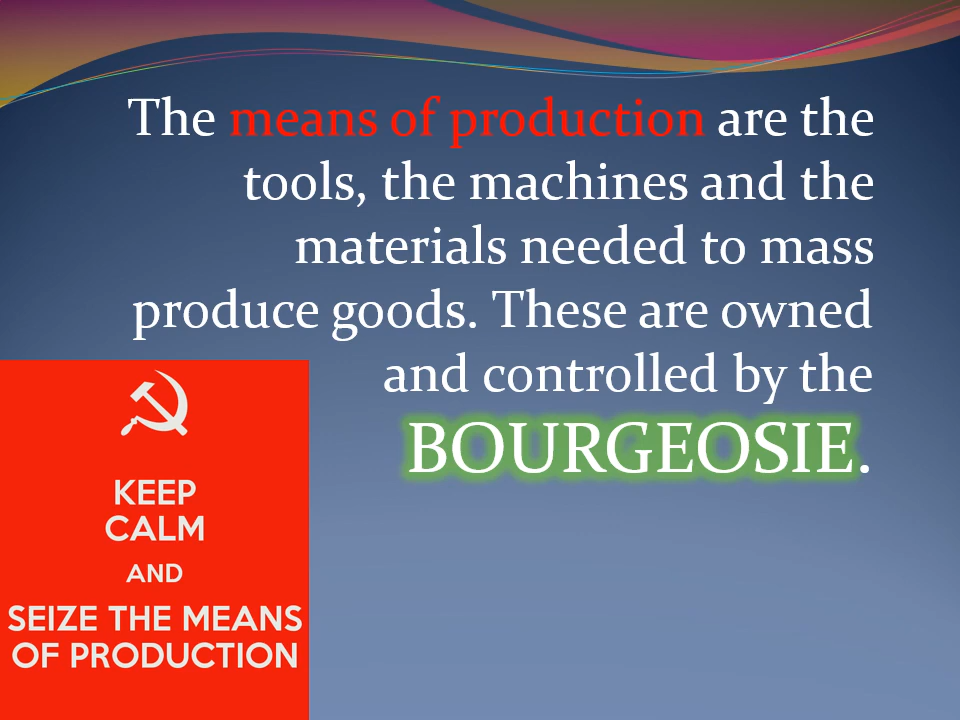 The means of production are the
tools, the machines and the
materials needed to mass
produce goods. These are owned
and controlled by the
BOURGEOSIE.
KEEP
CALM
AND
SEIZE THE MEANS
OF PRODUCTION